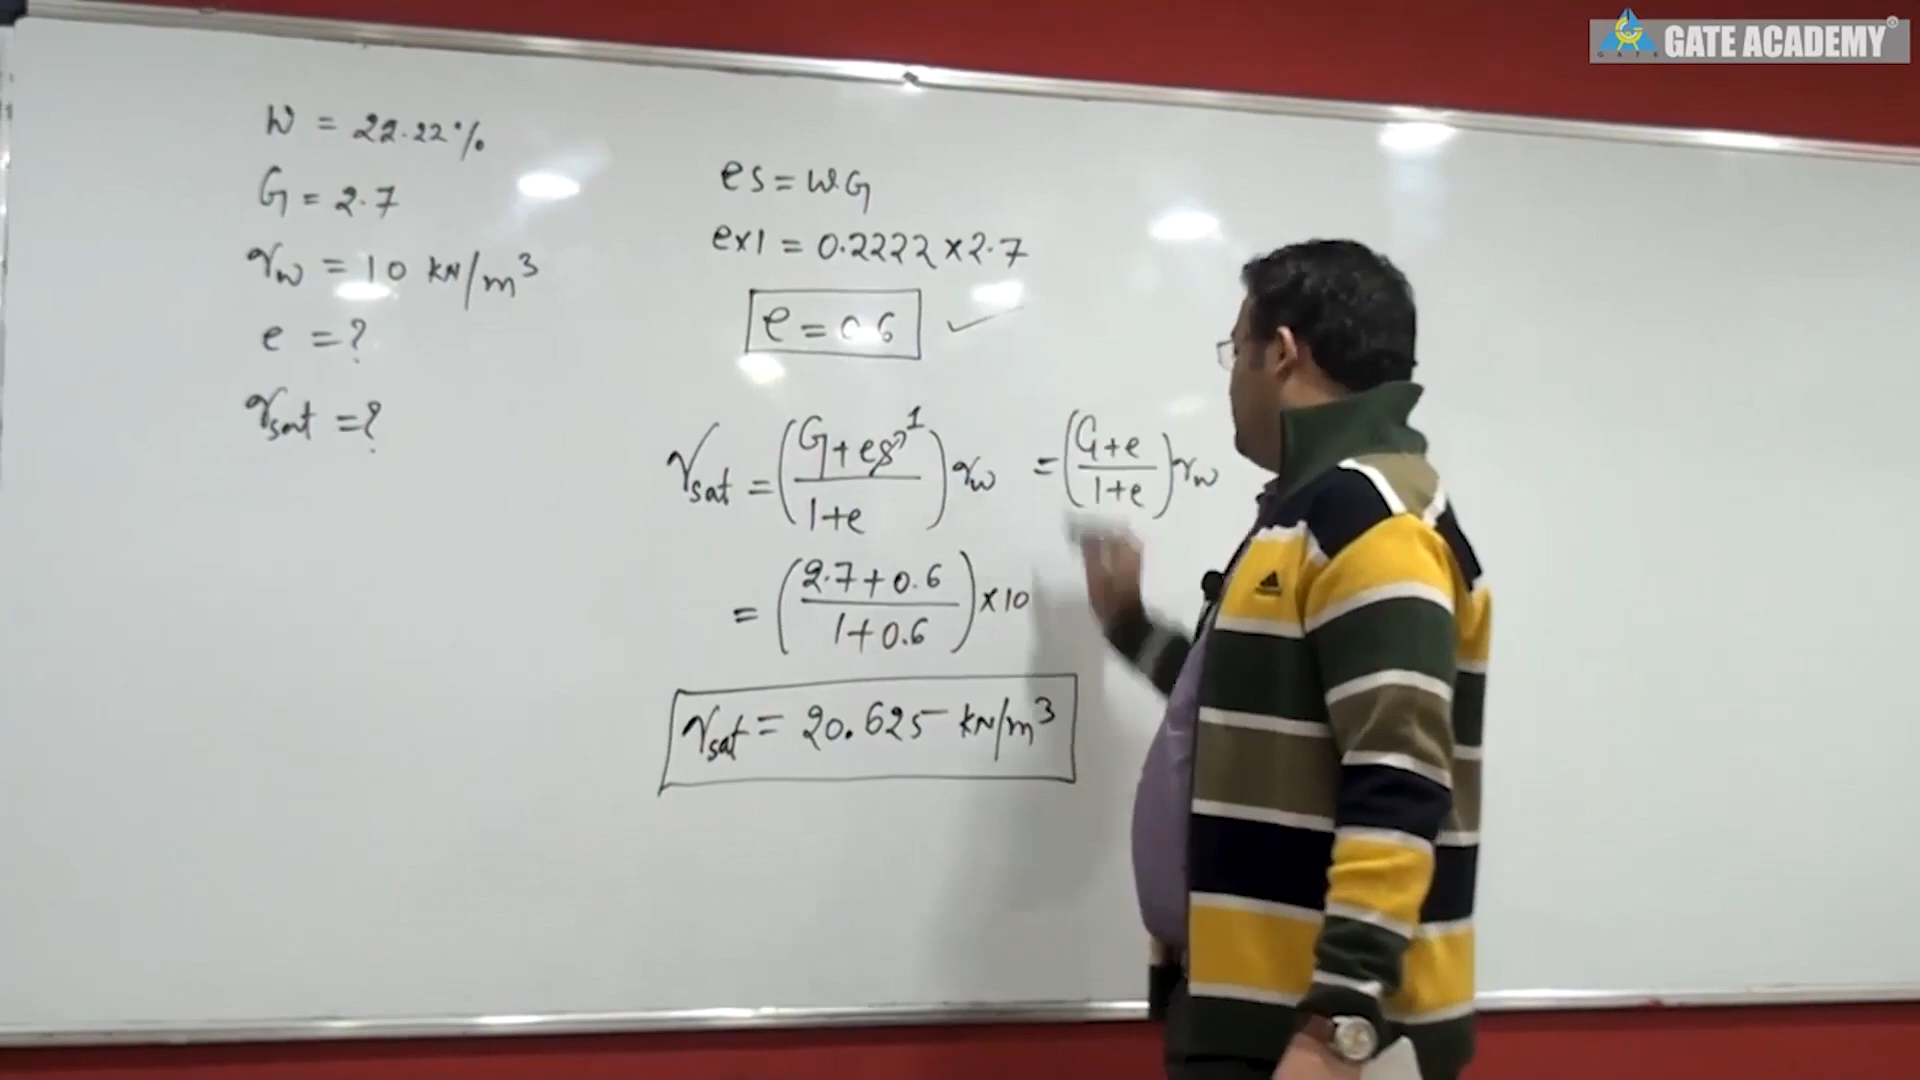 GATE ACADEMY®
GATE
W = 22.22%
G = 2.7
γw = 10 kN/m³
e = ?
γsat = ?
es = wG
e×1 = 0.2222 × 2.7
e = 0.6 ✓
γsat = (G+es¹ / 1+e) γw = (G+e / 1+e) γw
= (2.7+0.6 / 1+0.6) ×10
γsat = 20.625 kN/m³